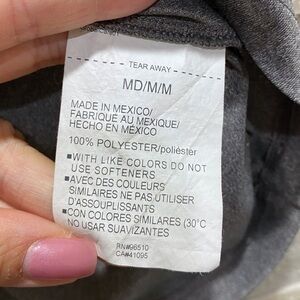 TEAR AWAY
MD/M/M
MADE IN MEXICO/
FABRIQUE AU MEXIQUE/
HECHO EN MEXICO
100% POLYESTER/poliéster
▪WITH LIKE COLORS DO NOT
USE SOFTENERS
▪AVEC DES COULEURS
SIMILAIRES NE PAS UTILISER
D'ASSOUPLISSANTS
▪CON COLORES SIMILARES (30°C
NO USAR SUAVIZANTES
RN#96510
CA#41095